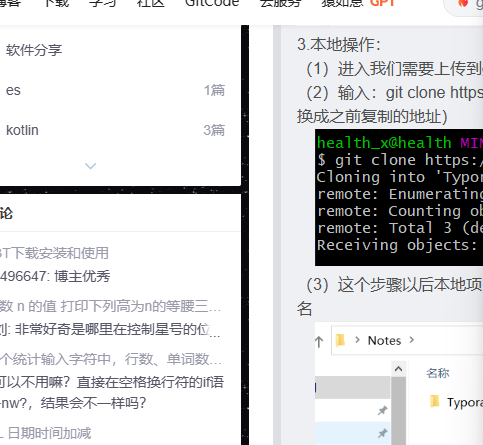 下载 学习 社区 GitCode 云服务 猿如意 GPT
软件分享
es 1篇
kotlin 3篇
论
BT下载安装和使用
496647: 博主优秀
数 n 的值 打印下列高为n的等腰三…
刘: 非常好奇是哪里在控制星号的位…
个统计输入字符中，行数、单词数…
可以不用嘛？直接在空格换行符的if语
-nw?，结果会不一样吗？
日期时间加减
3.本地操作：
（1）进入我们需要上传到
（2）输入：git clone https
换成之前复制的地址）
health_x@health MIN
$ git clone https:/
Cloning into 'Typor
remote: Enumerating
remote: Counting ob
remote: Total 3 (de
Receiving objects:
（3）这个步骤以后本地项
名
Notes
名称
Typora